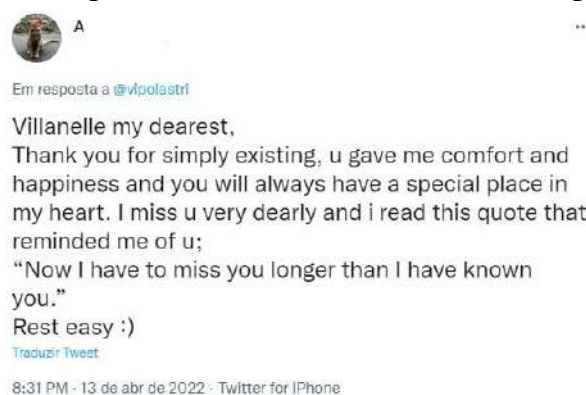 A
Em resposta a @vipolastri
Villanelle my dearest,
Thank you for simply existing, u gave me comfort and
happiness and you will always have a special place in
my heart. I miss u very dearly and i read this quote that
reminded me of u;
“Now I have to miss you longer than I have known
you.”
Rest easy :)
Traduzir Tweet
8:31 PM · 13 de abr de 2022 · Twitter for iPhone